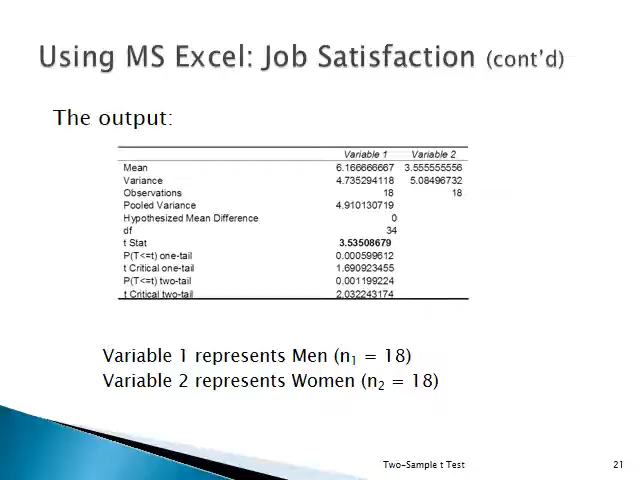 Using MS Excel: Job Satisfaction (cont'd)
The output:
Variable 1 Variable 2
Mean 6.166666667 3.555555556
Variance 4.735294118 5.08496732
Observations 18 18
Pooled Variance 4.910130719
Hypothesized Mean Difference 0
df 34
t Stat 3.53508679
P(T<=t) one-tail 0.000599612
t Critical one-tail 1.690923455
P(T<=t) two-tail 0.001199224
t Critical two-tail 2.032243174
Variable 1 represents Men (n₁ = 18)
Variable 2 represents Women (n₂ = 18)
Two-Sample t Test 21